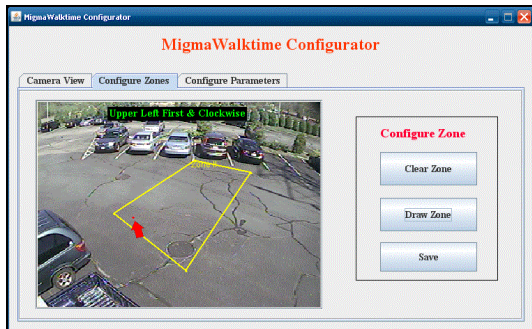 MigmaWalktime Configurator
MigmaWalktime Configurator
Camera View
Configure Zones
Configure Parameters
Upper Left First & Clockwise
Configure Zone
Clear Zone
Draw Zone
Save